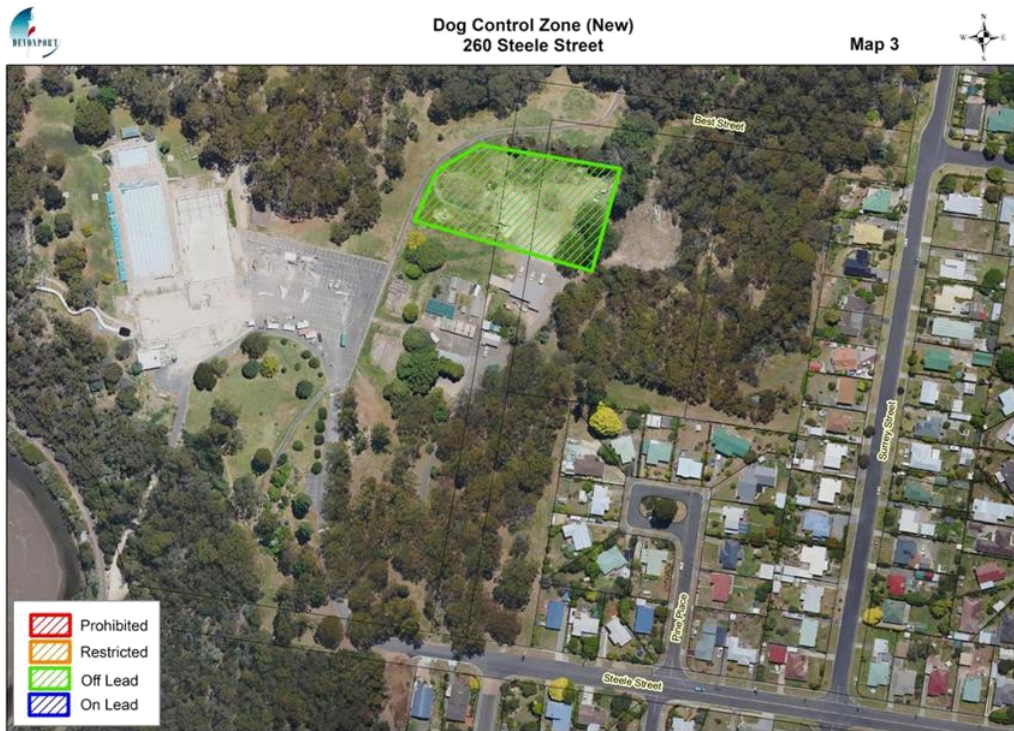 DEVONPORT
Dog Control Zone (New)
260 Steele Street
Map 3
N
W
E
S
Best Street
Surrey Street
Pine Place
Steele Street
Prohibited
Restricted
Off Lead
On Lead